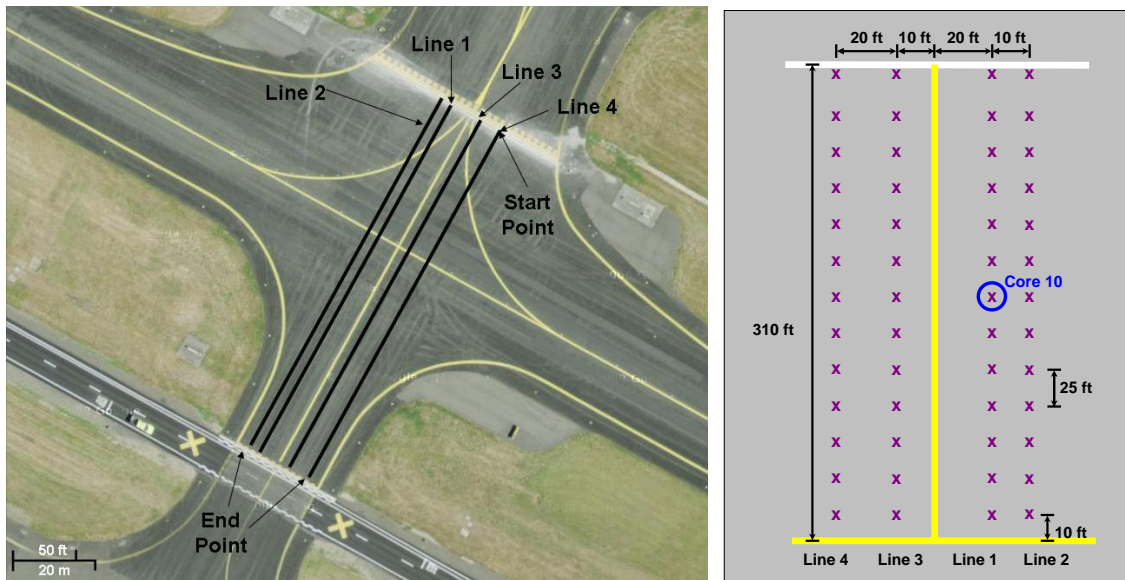 Line 1
Line 2
Line 3
Line 4
Start
Point
End
Point
50 ft
20 m
20 ft
10 ft
20 ft
10 ft
x x x x
x x x x
x x x x
x x x x
x x x x
x x x x
Core 10
x x x x
310 ft
x x x x
x x x x
25 ft
x x x x
x x x x
x x x x
x x x x
10 ft
Line 4
Line 3
Line 1
Line 2